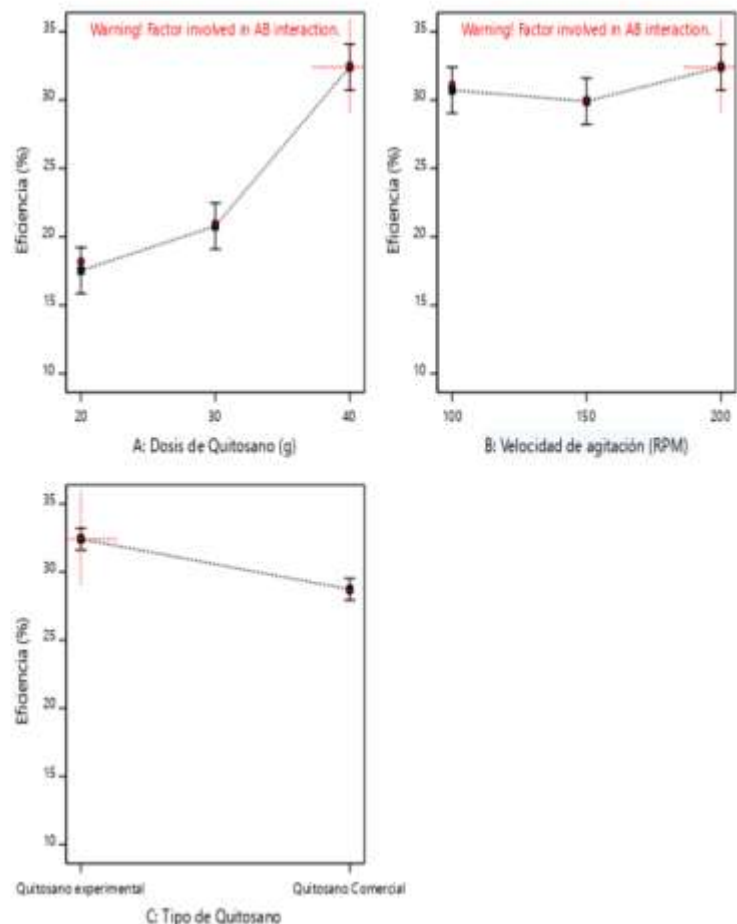 Warning! Factor involved in AB interaction.
35
30
25
20
15
10
Eficiencia (%)
20
30
40
A: Dosis de Quitosano (g)
Warning! Factor involved in AB interaction.
35
30
25
20
15
10
Eficiencia (%)
100
150
200
B: Velocidad de agitación (RPM)
35
30
25
20
15
10
Eficiencia (%)
Quitosano experimental
Quitosano Comercial
C: Tipo de Quitosano